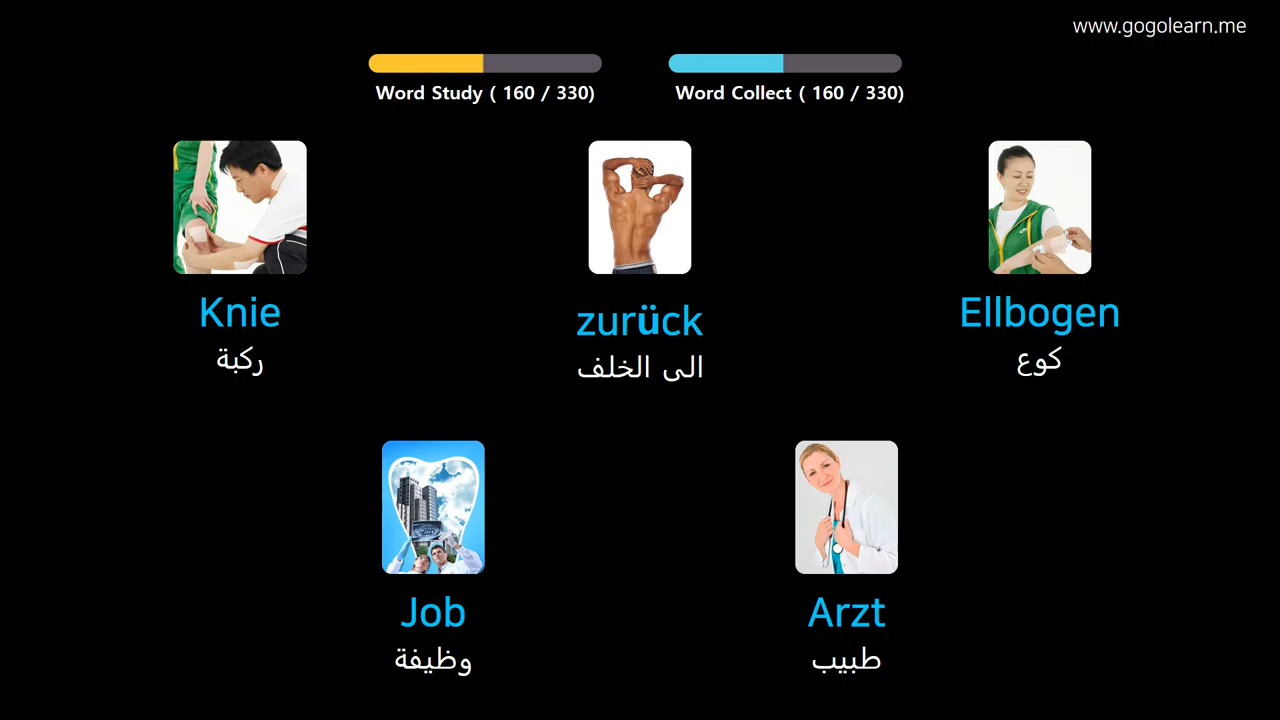 www.gogolearn.me
Word Study ( 160 / 330)
Word Collect ( 160 / 330)
Knie
ركبة
zurück
الى الخلف
Ellbogen
كوع
Job
وظيفة
Arzt
طبيب